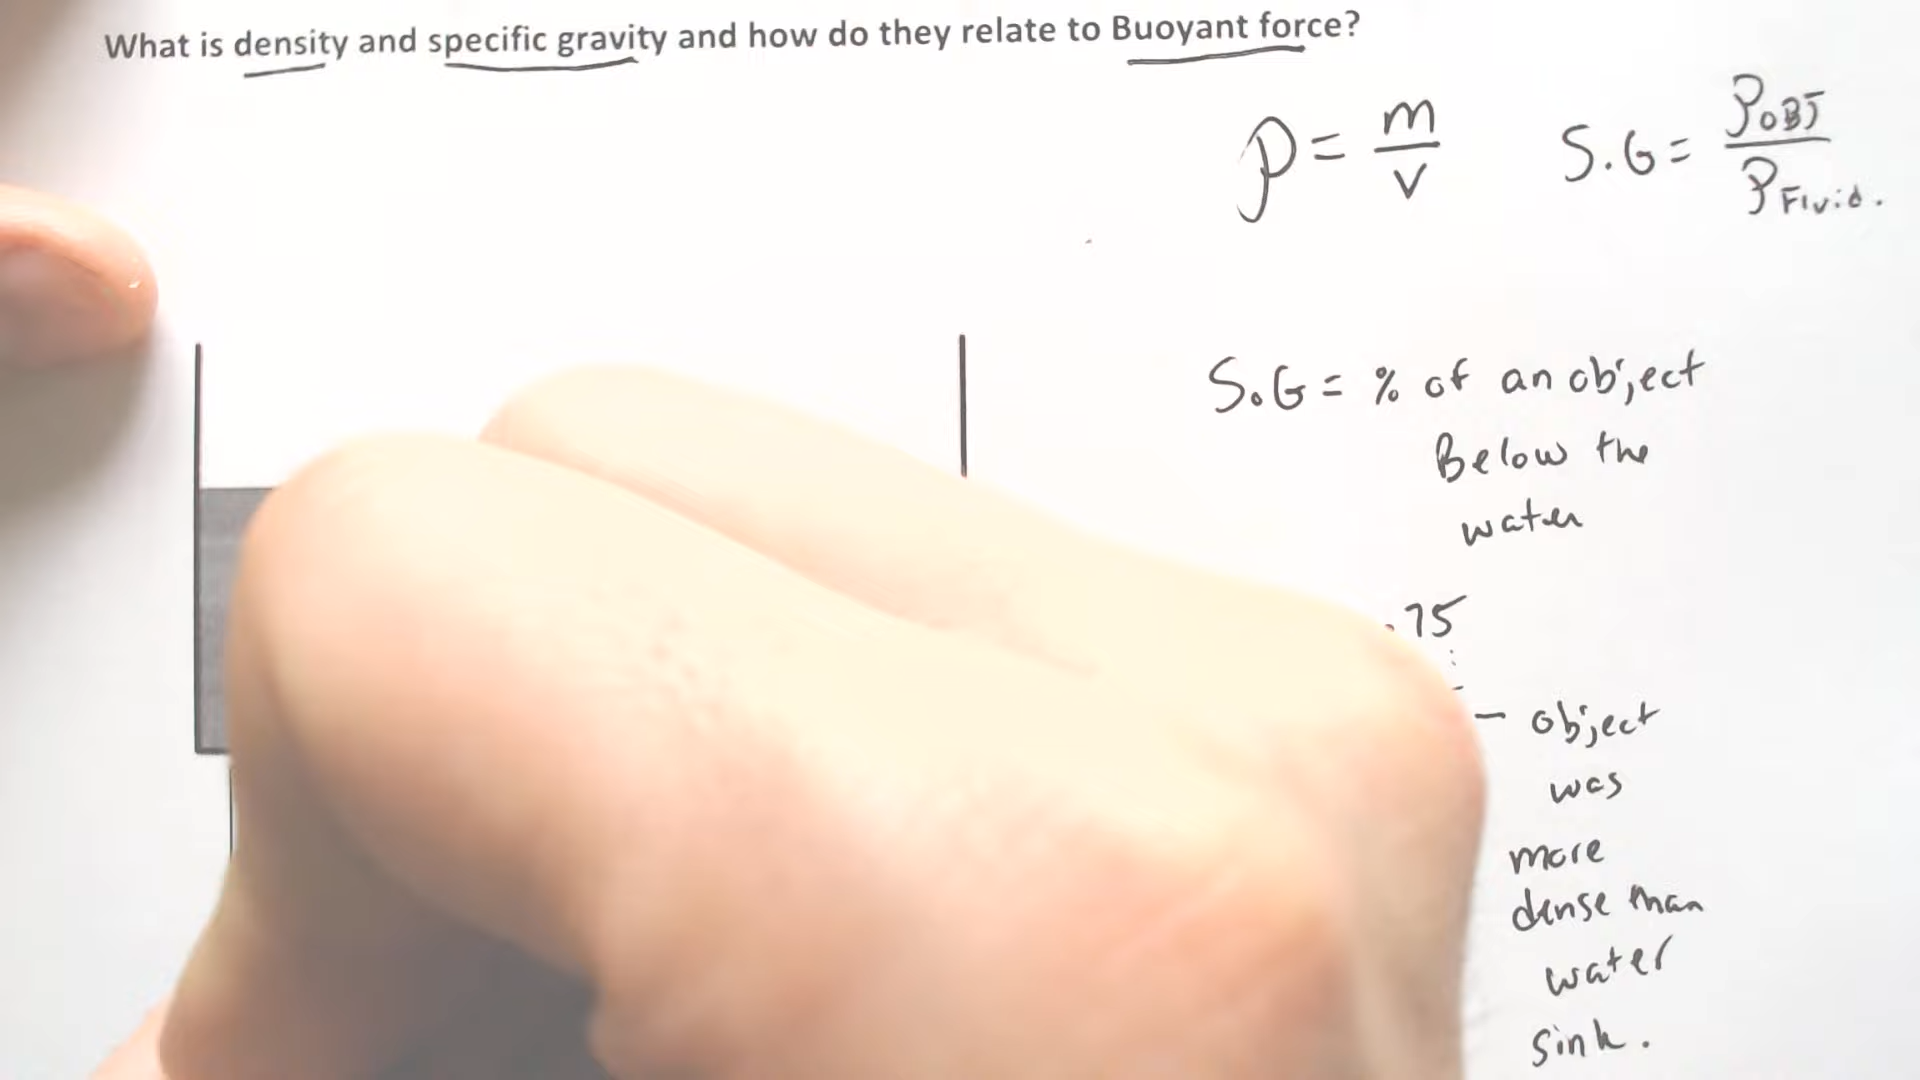 What is density and specific gravity and how do they relate to Buoyant force?
ρ = m/v
S.G = ρOBJ/ρFluid.
S.G = % of an object
Below the
water
.75
– object
was
more
dense than
water
sink.